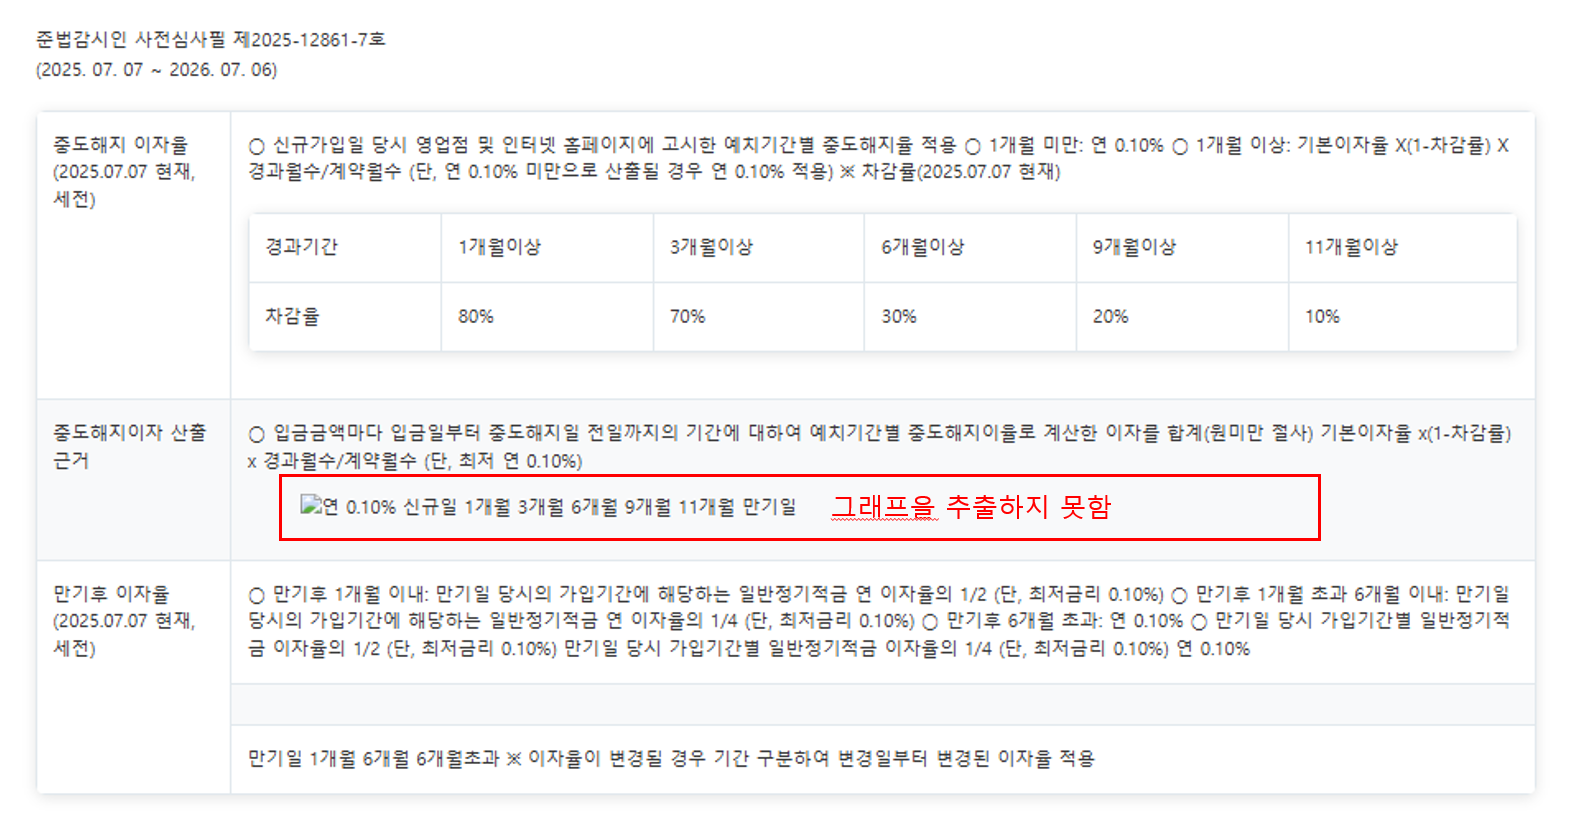 준법감시인 사전심사필 제2025-12861-7호
(2025. 07. 07 ~ 2026. 07. 06)
중도해지 이자율
(2025.07.07 현재,
세전)
○ 신규가입일 당시 영업점 및 인터넷 홈페이지에 고시한 예치기간별 중도해지율 적용 ○ 1개월 미만: 연 0.10% ○ 1개월 이상: 기본이자율 X(1-차감률) X
경과월수/계약월수 (단, 연 0.10% 미만으로 산출될 경우 연 0.10% 적용) ※ 차감률(2025.07.07 현재)
경과기간 1개월이상 3개월이상 6개월이상 9개월이상 11개월이상
차감율 80% 70% 30% 20% 10%
중도해지이자 산출
근거
○ 입금금액마다 입금일부터 중도해지일 전일까지의 기간에 대하여 예치기간별 중도해지이율로 계산한 이자를 합계(원미만 절사) 기본이자율 x(1-차감률)
x 경과월수/계약월수 (단, 최저 연 0.10%)
연 0.10% 신규일 1개월 3개월 6개월 9개월 11개월 만기일 그래프을 추출하지 못함
만기후 이자율
(2025.07.07 현재,
세전)
○ 만기후 1개월 이내: 만기일 당시의 가입기간에 해당하는 일반정기적금 연 이자율의 1/2 (단, 최저금리 0.10%) ○ 만기후 1개월 초과 6개월 이내: 만기일
당시의 가입기간에 해당하는 일반정기적금 연 이자율의 1/4 (단, 최저금리 0.10%) ○ 만기후 6개월 초과: 연 0.10% ○ 만기일 당시 가입기간별 일반정기적
금 이자율의 1/2 (단, 최저금리 0.10%) 만기일 당시 가입기간별 일반정기적금 이자율의 1/4 (단, 최저금리 0.10%) 연 0.10%
만기일 1개월 6개월 6개월초과 ※ 이자율이 변경될 경우 기간 구분하여 변경일부터 변경된 이자율 적용